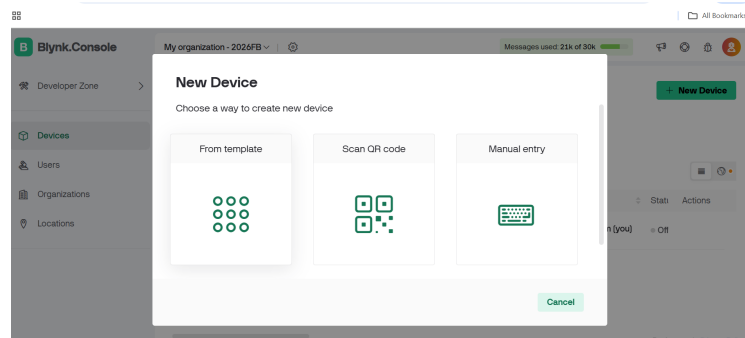 All Bookmarks
B Blynk.Console
My organization - 2026FB
Messages used: 21k of 30k
Developer Zone
New Device
+ New Device
Choose a way to create new device
Devices
From template
Scan QR code
Manual entry
Users
Organizations
Actions
Locations
[you]
Off
Cancel